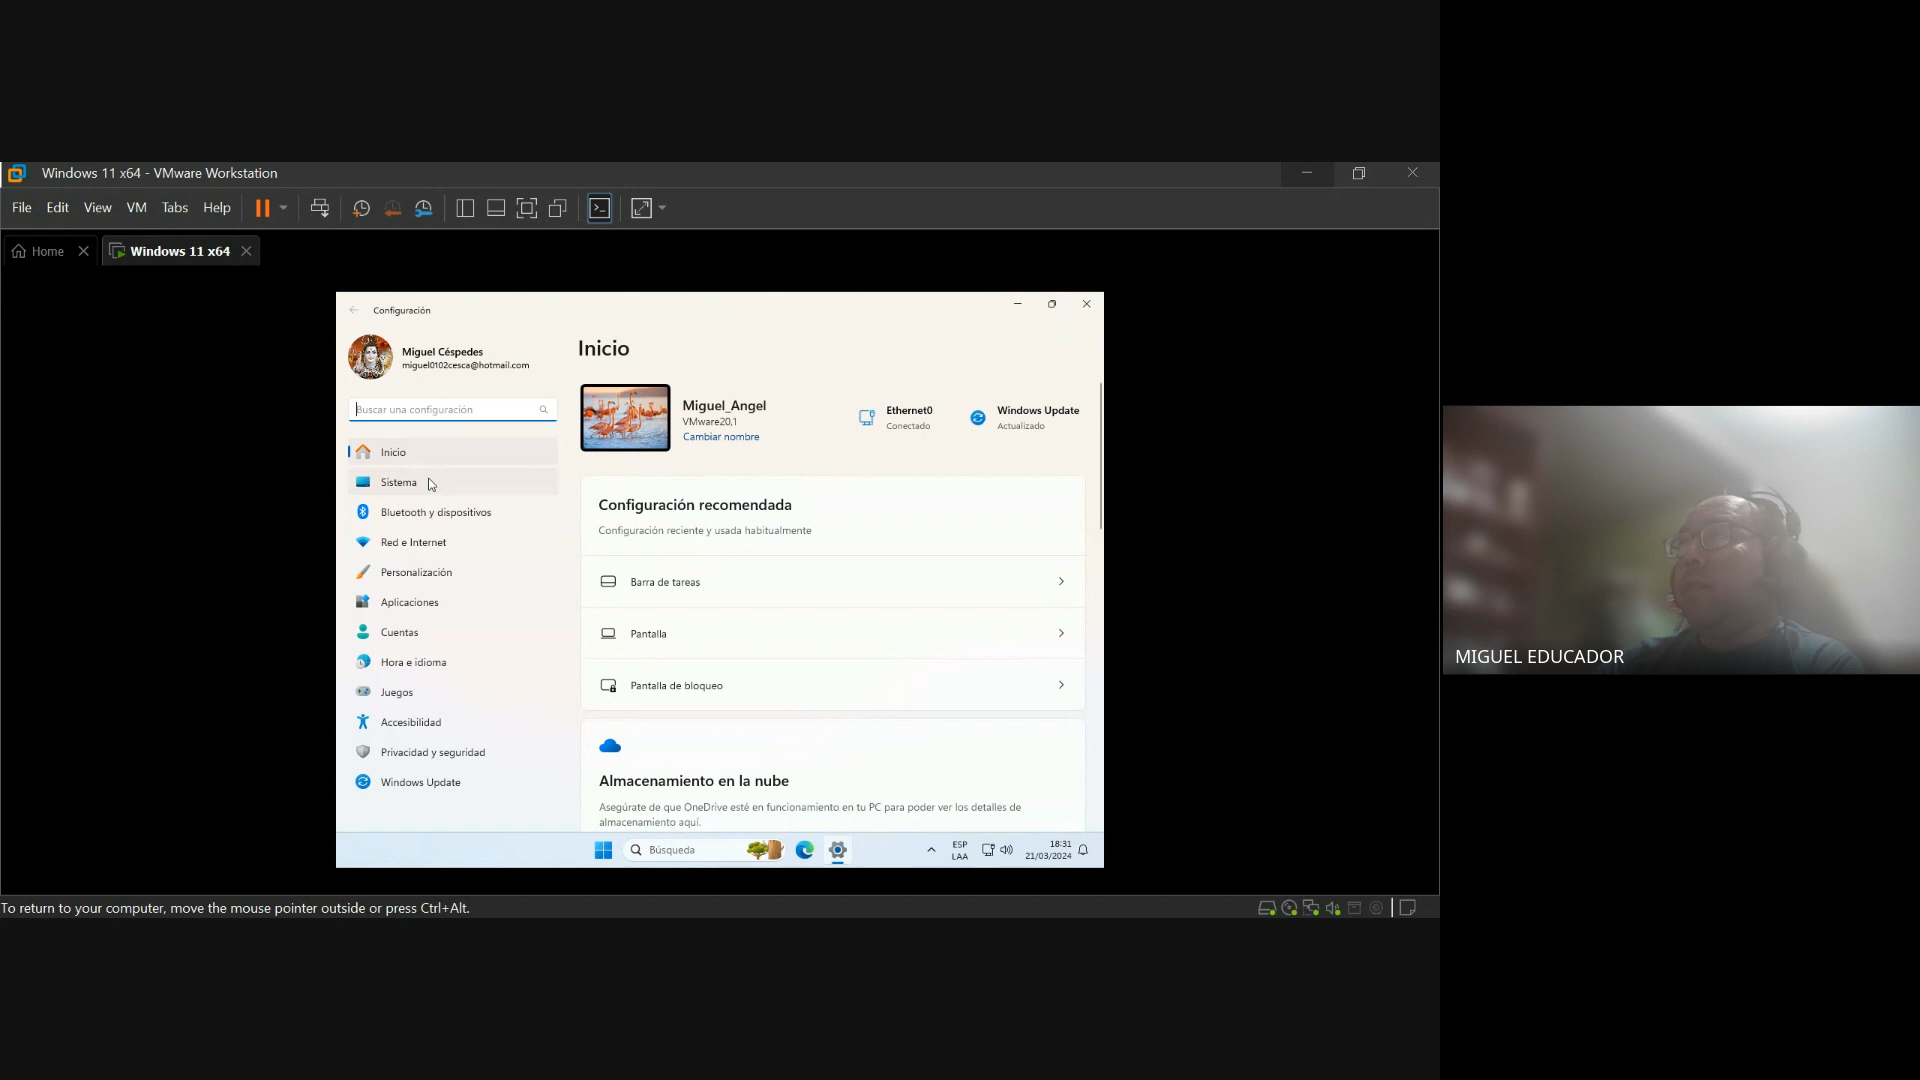 Windows 11 x64 - VMware Workstation
File Edit View VM Tabs Help
Home
Windows 11 x64
Configuración
Miguel Céspedes
miguel0102cesca@hotmail.com
Buscar una configuración
Inicio
Sistema
Bluetooth y dispositivos
Red e Internet
Personalización
Aplicaciones
Cuentas
Hora e idioma
Juegos
Accesibilidad
Privacidad y seguridad
Windows Update
Inicio
Miguel_Angel
VMware20,1
Cambiar nombre
Ethernet0
Conectado
Windows Update
Actualizado
Configuración recomendada
Configuración reciente y usada habitualmente
Barra de tareas
Pantalla
Pantalla de bloqueo
Almacenamiento en la nube
Asegúrate de que OneDrive esté en funcionamiento en tu PC para poder ver los detalles de
almacenamiento aquí.
Búsqueda
ESP
LAA
18:31
21/03/2024
To return to your computer, move the mouse pointer outside or press Ctrl+Alt.
MIGUEL EDUCADOR